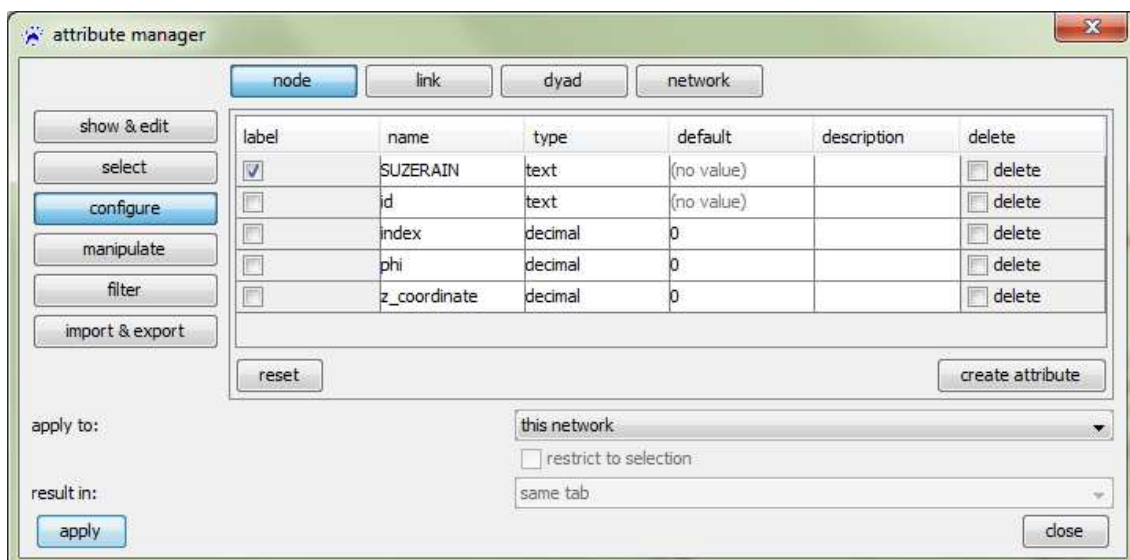 attribute manager
node link dyad network
show & edit
select
configure
manipulate
filter
import & export
label name type default description delete
SUZERAIN text (no value) delete
id text (no value) delete
index decimal 0 delete
phi decimal 0 delete
z_coordinate decimal 0 delete
reset create attribute
apply to: this network
restrict to selection
result in: same tab
apply close